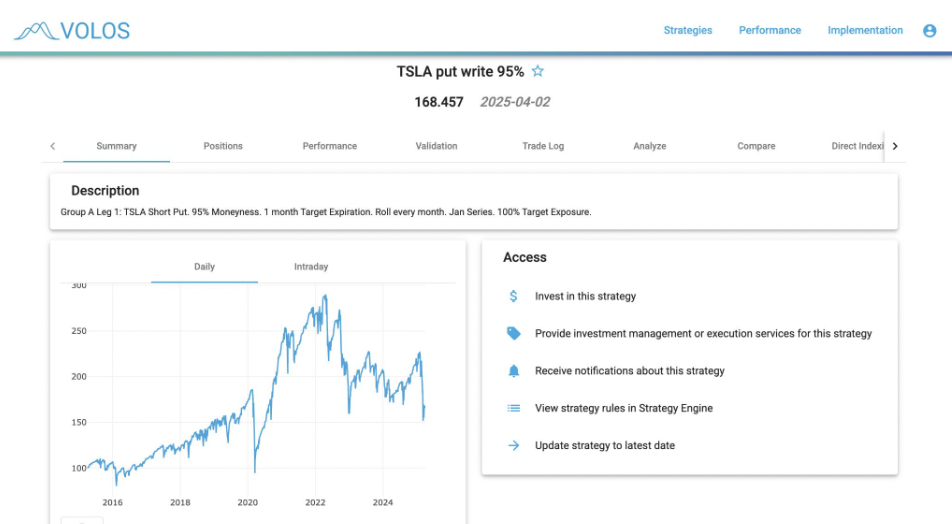 VOLOS
Strategies Performance Implementation
TSLA put write 95%
168.457 2025-04-02
Summary Positions Performance Validation Trade Log Analyze Compare Direct Indexi
Description
Group A Leg 1: TSLA Short Put. 95% Moneyness. 1 month Target Expiration. Roll every month. Jan Series. 100% Target Exposure.
Daily Intraday
300
250
200
150
100
2016 2018 2020 2022 2024
Access
Invest in this strategy
Provide investment management or execution services for this strategy
Receive notifications about this strategy
View strategy rules in Strategy Engine
Update strategy to latest date